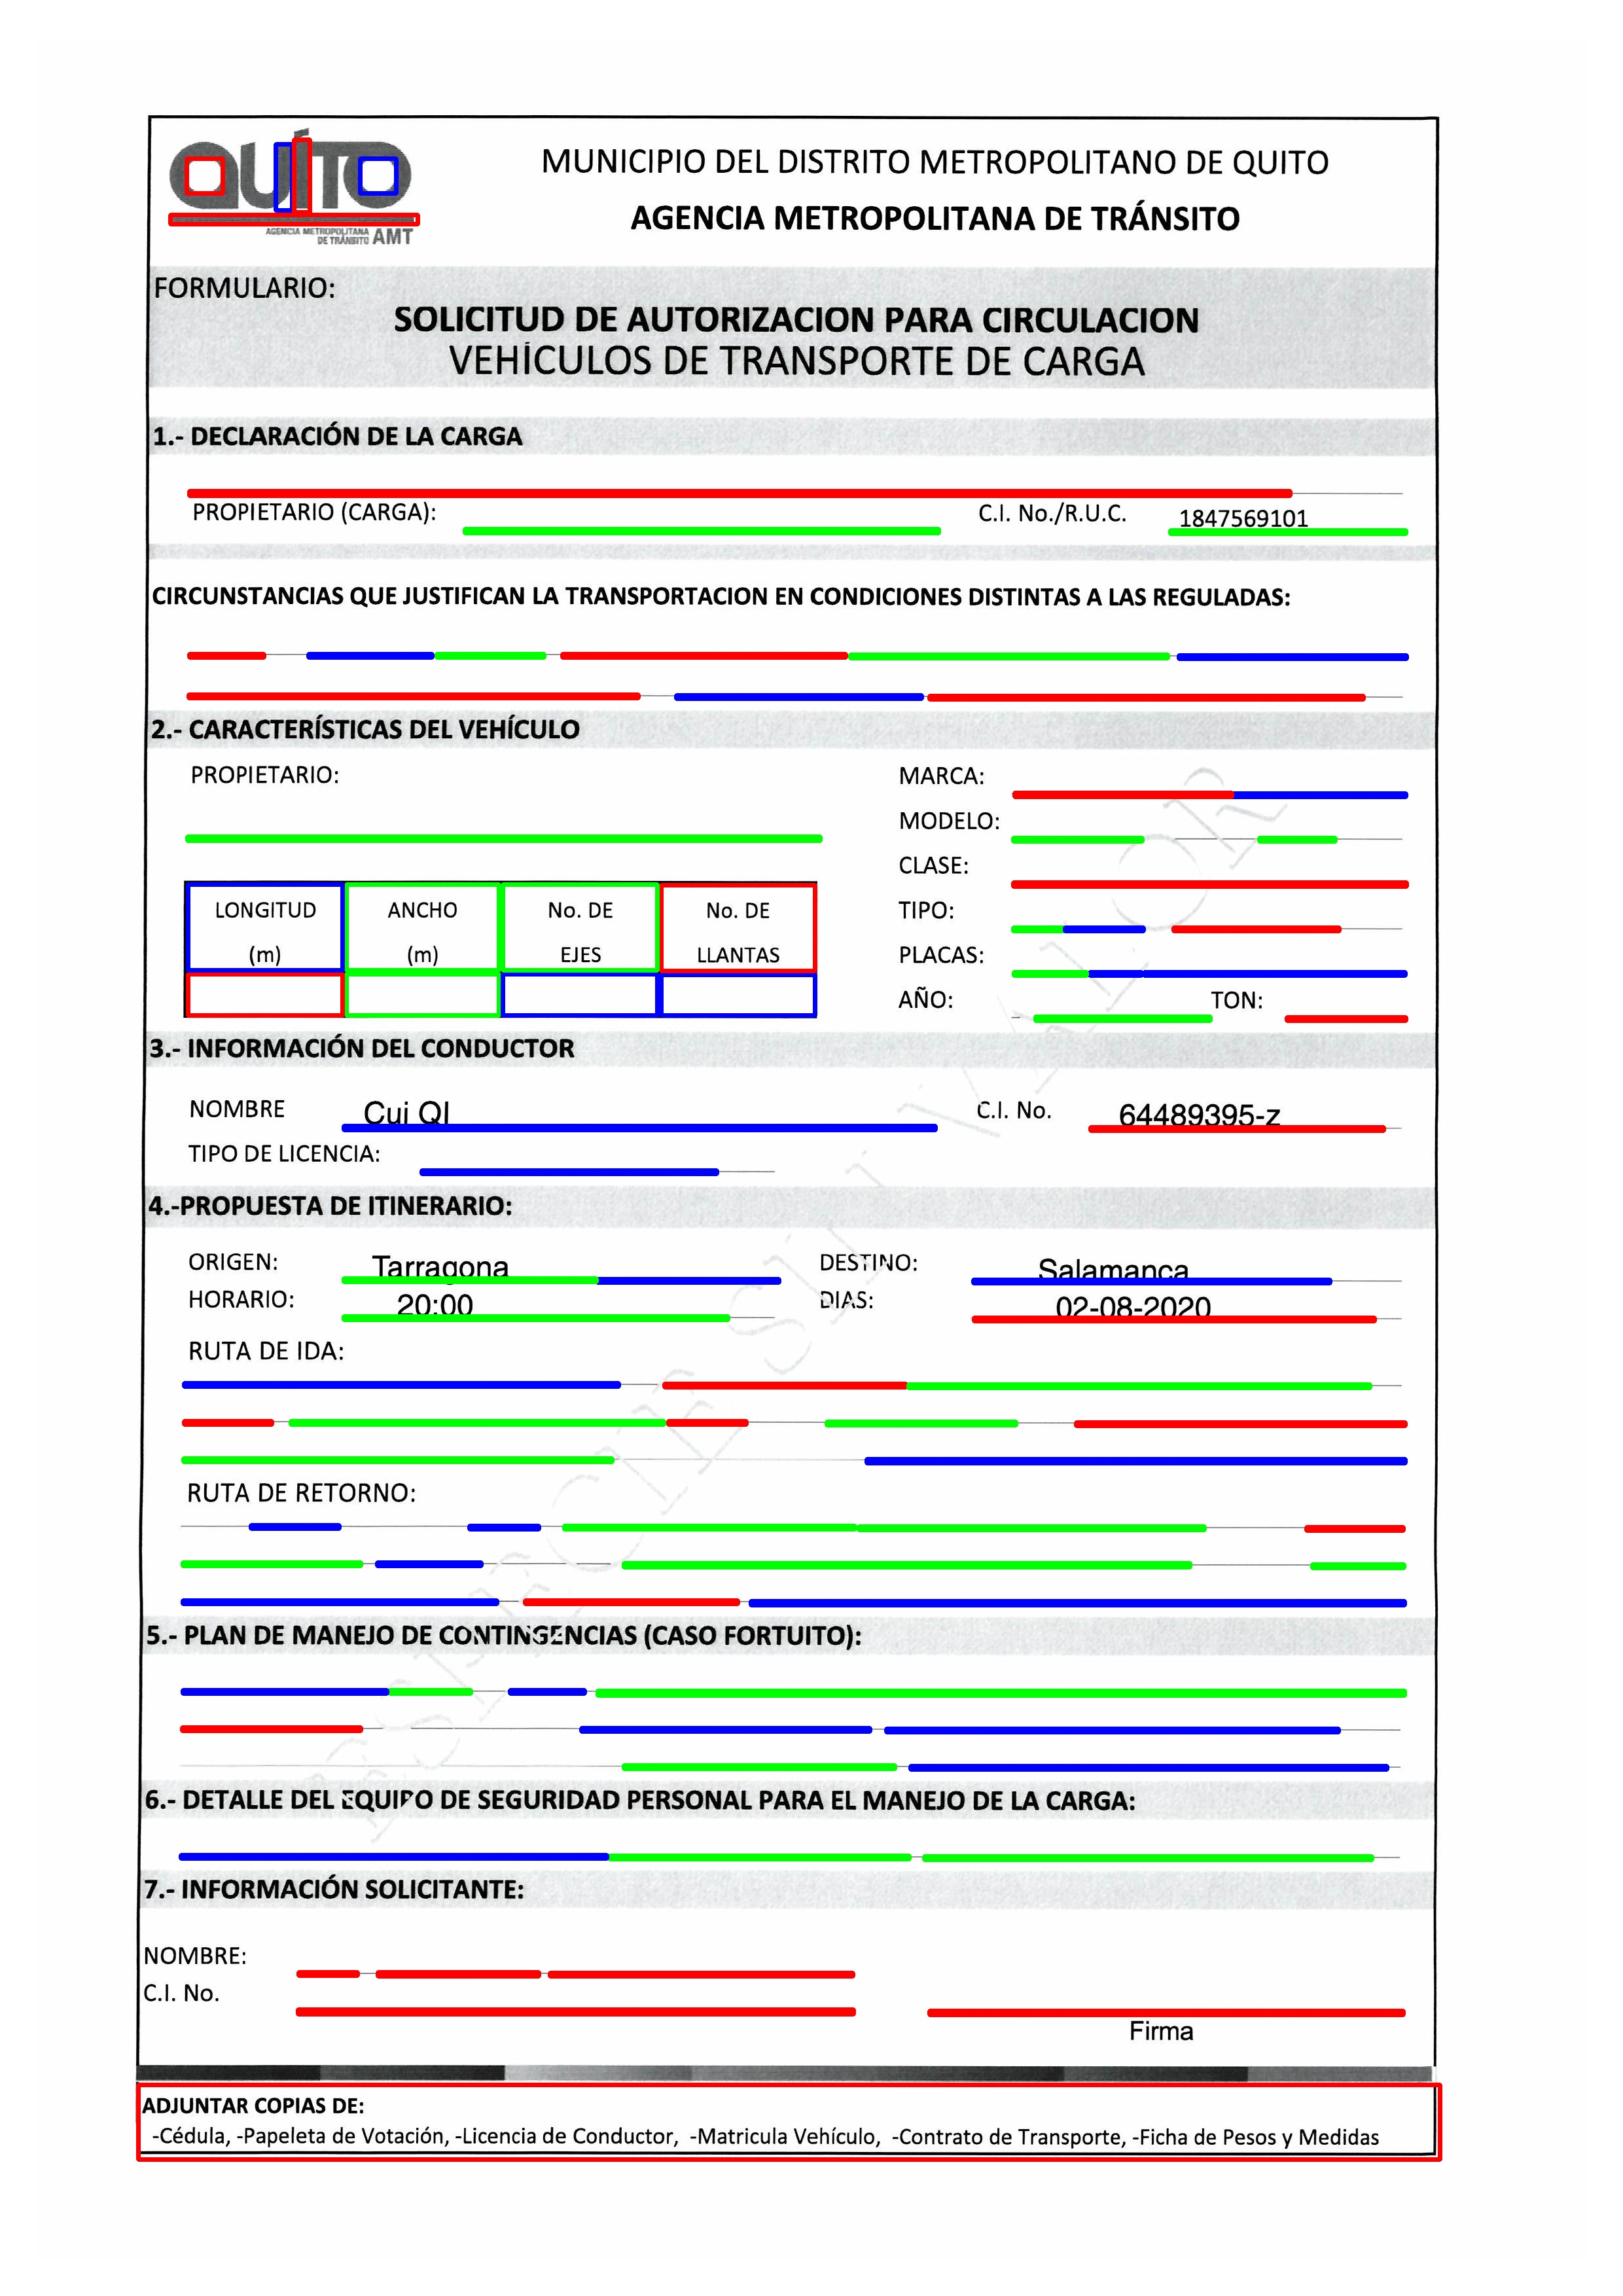 QUÍTO
AGENCIA METROPOLITANA
DE TRÁNSITO AMT
MUNICIPIO DEL DISTRITO METROPOLITANO DE QUITO
AGENCIA METROPOLITANA DE TRÁNSITO
FORMULARIO:
SOLICITUD DE AUTORIZACION PARA CIRCULACION
VEHÍCULOS DE TRANSPORTE DE CARGA
1.- DECLARACIÓN DE LA CARGA
PROPIETARIO (CARGA): C.I. No./R.U.C. 1847569101
CIRCUNSTANCIAS QUE JUSTIFICAN LA TRANSPORTACION EN CONDICIONES DISTINTAS A LAS REGULADAS:
2.- CARACTERÍSTICAS DEL VEHÍCULO
PROPIETARIO:
MARCA:
MODELO:
CLASE:
TIPO:
PLACAS:
AÑO: TON:
LONGITUD (m) ANCHO (m) No. DE EJES No. DE LLANTAS
3.- INFORMACIÓN DEL CONDUCTOR
NOMBRE Cui QI C.I. No. 64489395-z
TIPO DE LICENCIA:
4.-PROPUESTA DE ITINERARIO:
ORIGEN: Tarragona DESTINO: Salamanca
HORARIO: 20:00 DIAS: 02-08-2020
RUTA DE IDA:
RUTA DE RETORNO:
5.- PLAN DE MANEJO DE CONTINGENCIAS (CASO FORTUITO):
6.- DETALLE DEL EQUIPO DE SEGURIDAD PERSONAL PARA EL MANEJO DE LA CARGA:
7.- INFORMACIÓN SOLICITANTE:
NOMBRE:
C.I. No.
Firma
ADJUNTAR COPIAS DE:
-Cédula, -Papeleta de Votación, -Licencia de Conductor, -Matricula Vehículo, -Contrato de Transporte, -Ficha de Pesos y Medidas